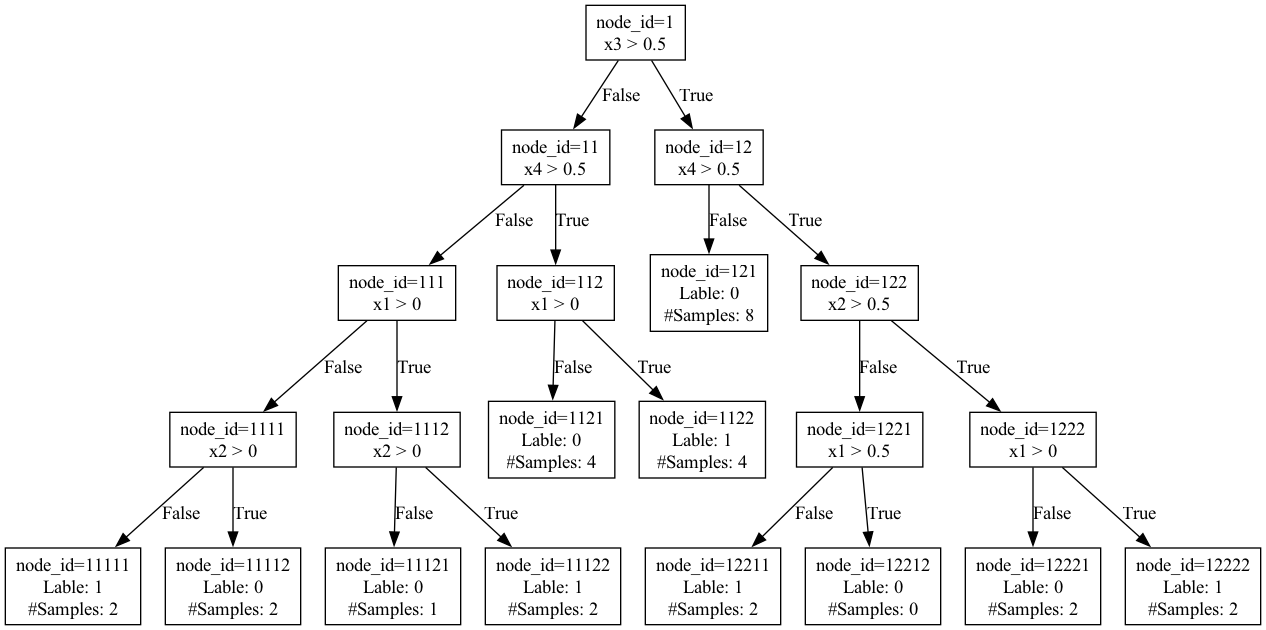 node_id=1
x3 > 0.5
False
True
node_id=11
x4 > 0.5
node_id=12
x4 > 0.5
False
True
False
True
node_id=111
x1 > 0
node_id=112
x1 > 0
node_id=121
Lable: 0
#Samples: 8
node_id=122
x2 > 0.5
False
True
False
True
False
True
node_id=1111
x2 > 0
node_id=1112
x2 > 0
node_id=1121
Lable: 0
#Samples: 4
node_id=1122
Lable: 1
#Samples: 4
node_id=1221
x1 > 0.5
node_id=1222
x1 > 0
False
True
False
True
False
True
False
True
node_id=11111
Lable: 1
#Samples: 2
node_id=11112
Lable: 0
#Samples: 2
node_id=11121
Lable: 0
#Samples: 1
node_id=11122
Lable: 1
#Samples: 2
node_id=12211
Lable: 1
#Samples: 2
node_id=12212
Lable: 0
#Samples: 0
node_id=12221
Lable: 0
#Samples: 2
node_id=12222
Lable: 1
#Samples: 2